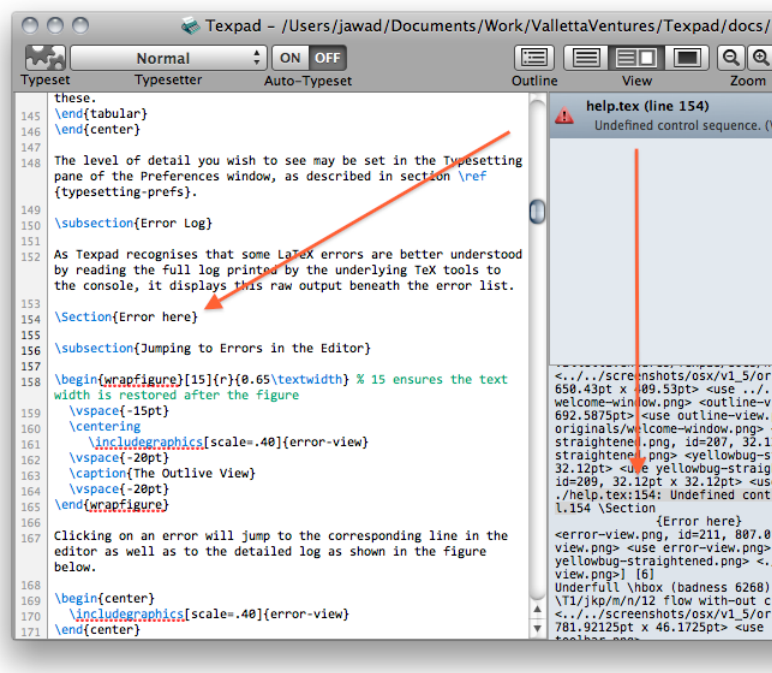 Texpad – /Users/jawad/Documents/Work/VallettaVentures/Texpad/docs/
Normal ON OFF
Typeset Typesetter Auto-Typeset Outline View Zoom
these.
145 \end{tabular}
146 \end{center}
147
148 The level of detail you wish to see may be set in the Typesetting
pane of the Preferences window, as described in section \ref
{typesetting-prefs}.
149
150 \subsection{Error Log}
151
152 As Texpad recognises that some LaTeX errors are better understood
by reading the full log printed by the underlying TeX tools to
the console, it displays this raw output beneath the error list.
153
154 \Section{Error here}
155
156 \subsection{Jumping to Errors in the Editor}
157
158 \begin{wrapfigure}[15]{r}{0.65\textwidth} % 15 ensures the text
width is restored after the figure
159 \vspace{-15pt}
160 \centering
161 \includegraphics[scale=.40]{error-view}
162 \vspace{-20pt}
163 \caption{The Outlive View}
164 \vspace{-20pt}
165 \end{wrapfigure}
166
167 Clicking on an error will jump to the corresponding line in the
editor as well as to the detailed log as shown in the figure
below.
168
169 \begin{center}
170 \includegraphics[scale=.40]{error-view}
171 \end{center}
help.tex (line 154)
Undefined control sequence. (
<../../screenshots/osx/v1_5/or
650.43pt x 409.53pt> <use ../.
welcome-window.png> <outline-v
692.5875pt> <use outline-view.
originals/welcome-window.png>
straightened.png, id=207, 32.1
straightened.png> <yellowbug-s
32.12pt> <use yellowbug-straig
id=209, 32.12pt x 32.12pt> <us
./help.tex:154: Undefined cont
l.154 \Section
{Error here}
<error-view.png, id=211, 807.0
view.png> <use error-view.png>
yellowbug-straightened.png> <.
view.png>] [6]
Underfull \hbox (badness 6268)
\T1/jkp/m/n/12 flow with-out c
<../../screenshots/osx/v1_5/or
781.92125pt x 46.1725pt> <use